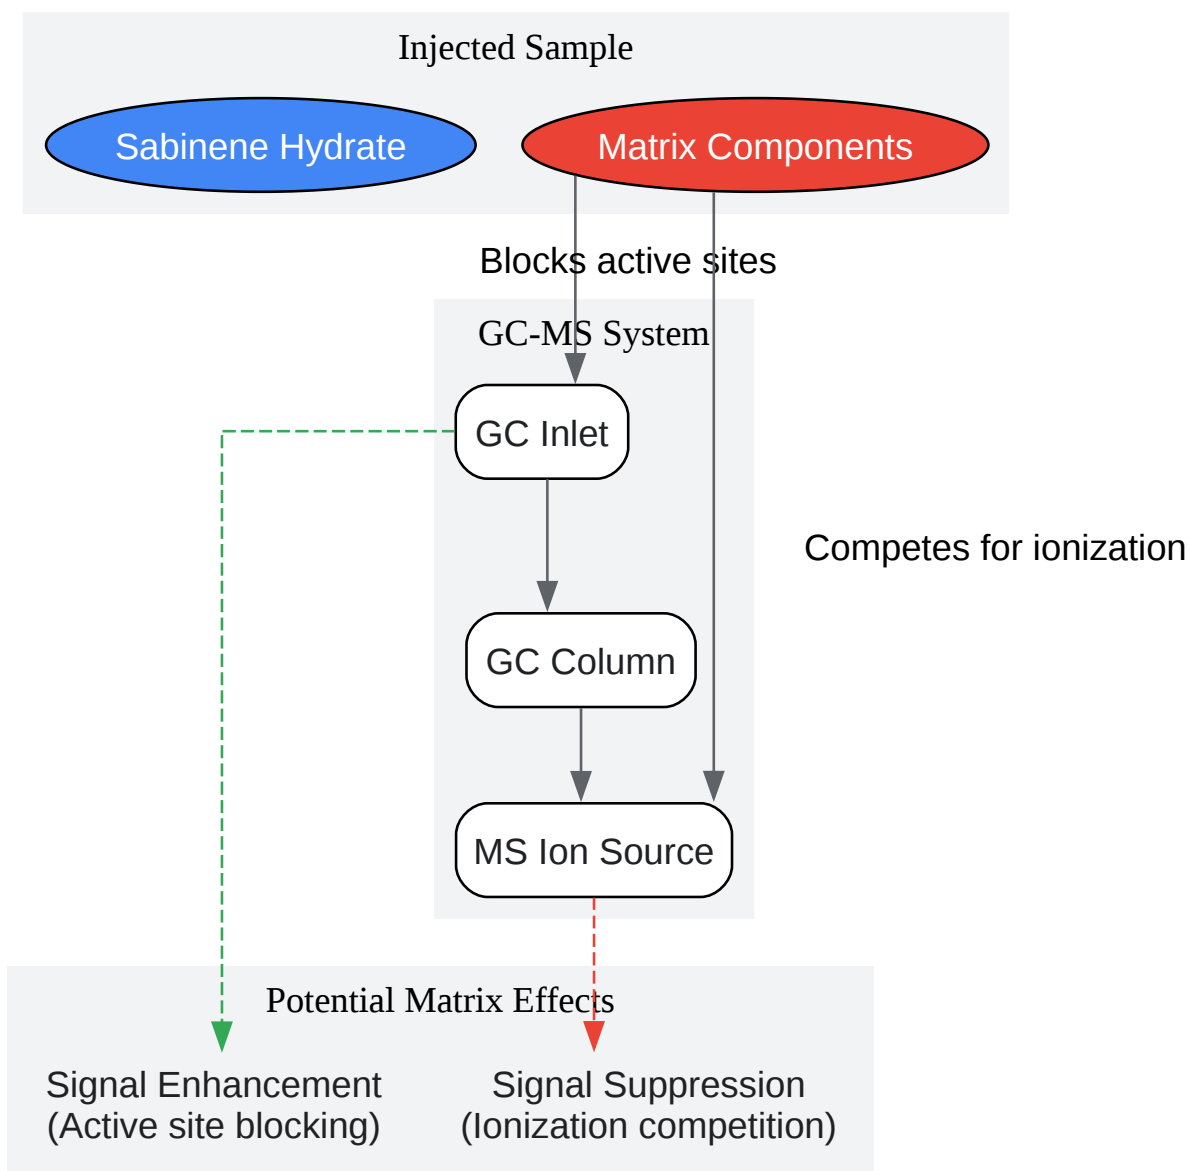 Injected Sample
Sabinene Hydrate
Matrix Components
Blocks active sites
GC-MS System
GC Inlet
Competes for ionization
GC Column
MS Ion Source
Potential Matrix Effects
Signal Enhancement
(Active site blocking)
Signal Suppression
(Ionization competition)